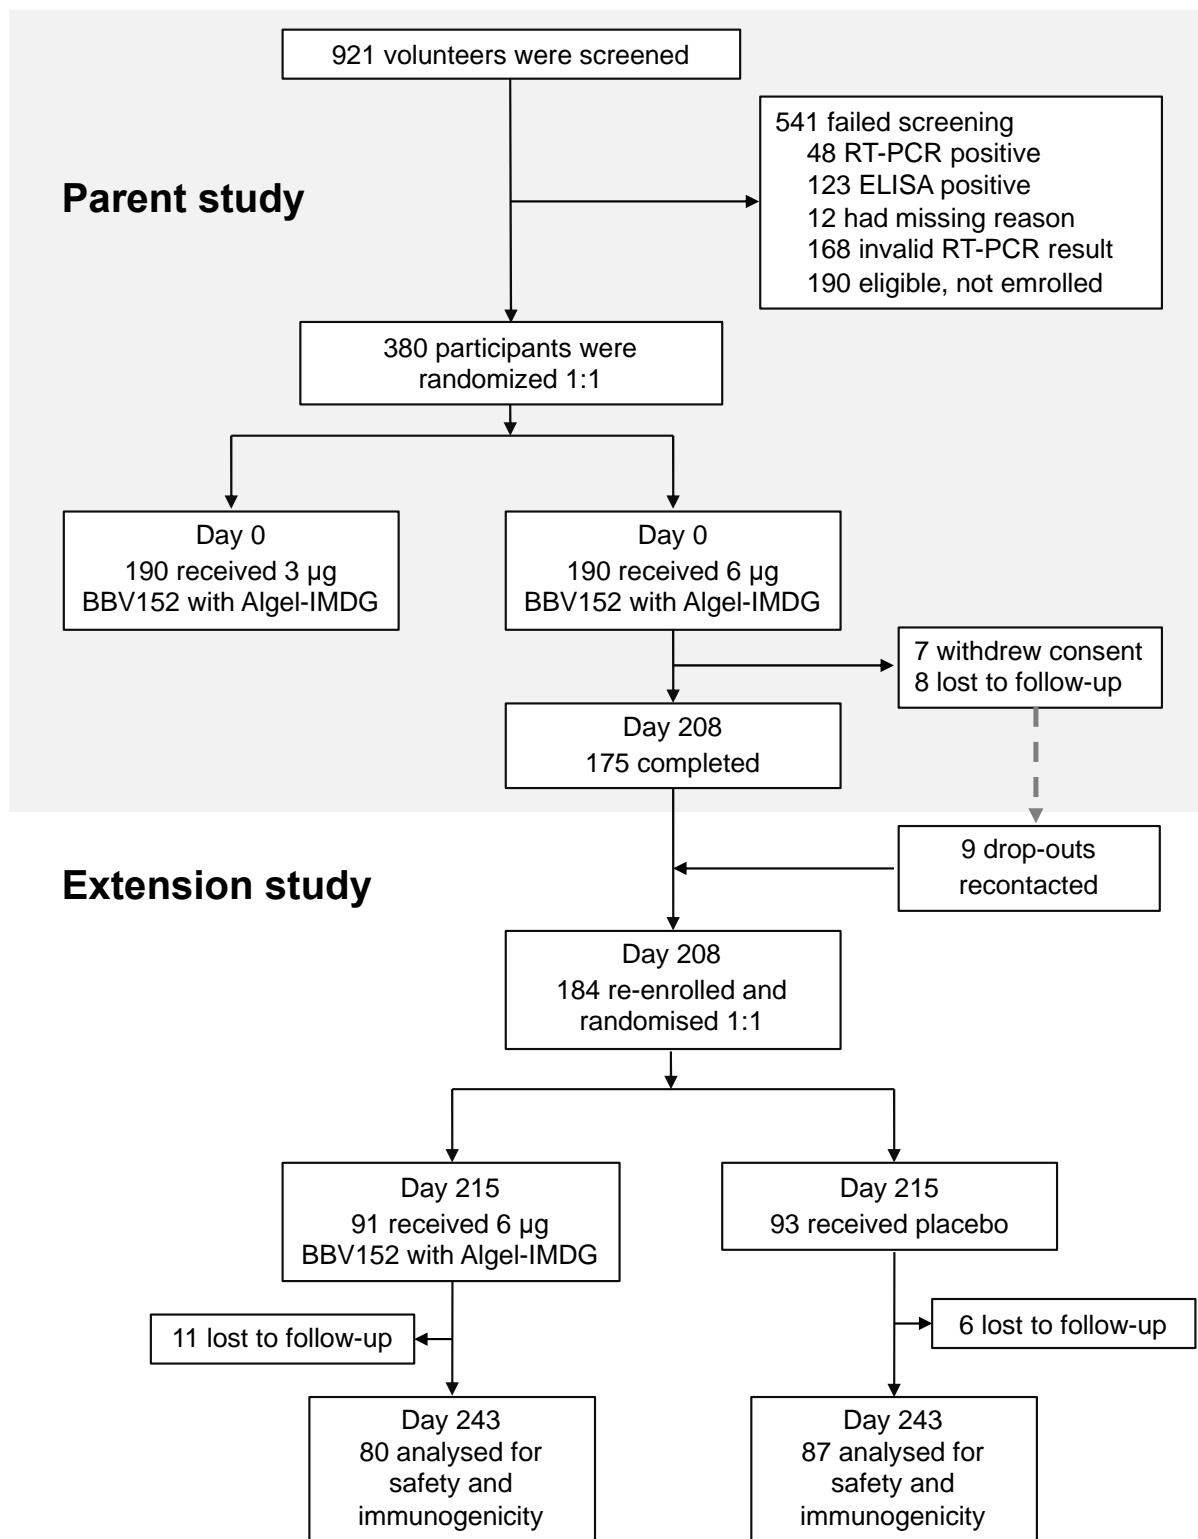 921 volunteers were screened
541 failed screening
48 RT-PCR positive
123 ELISA positive
12 had missing reason
168 invalid RT-PCR result
190 eligible, not emrolled
Parent study
380 participants were
randomized 1:1
Day 0
190 received 3 µg
BBV152 with Algel-IMDG
Day 0
190 received 6 µg
BBV152 with Algel-IMDG
7 withdrew consent
8 lost to follow-up
Day 208
175 completed
9 drop-outs
recontacted
Extension study
Day 208
184 re-enrolled and
randomised 1:1
Day 215
91 received 6 µg
BBV152 with Algel-IMDG
Day 215
93 received placebo
11 lost to follow-up
6 lost to follow-up
Day 243
80 analysed for
safety and
immunogenicity
Day 243
87 analysed for
safety and
immunogenicity